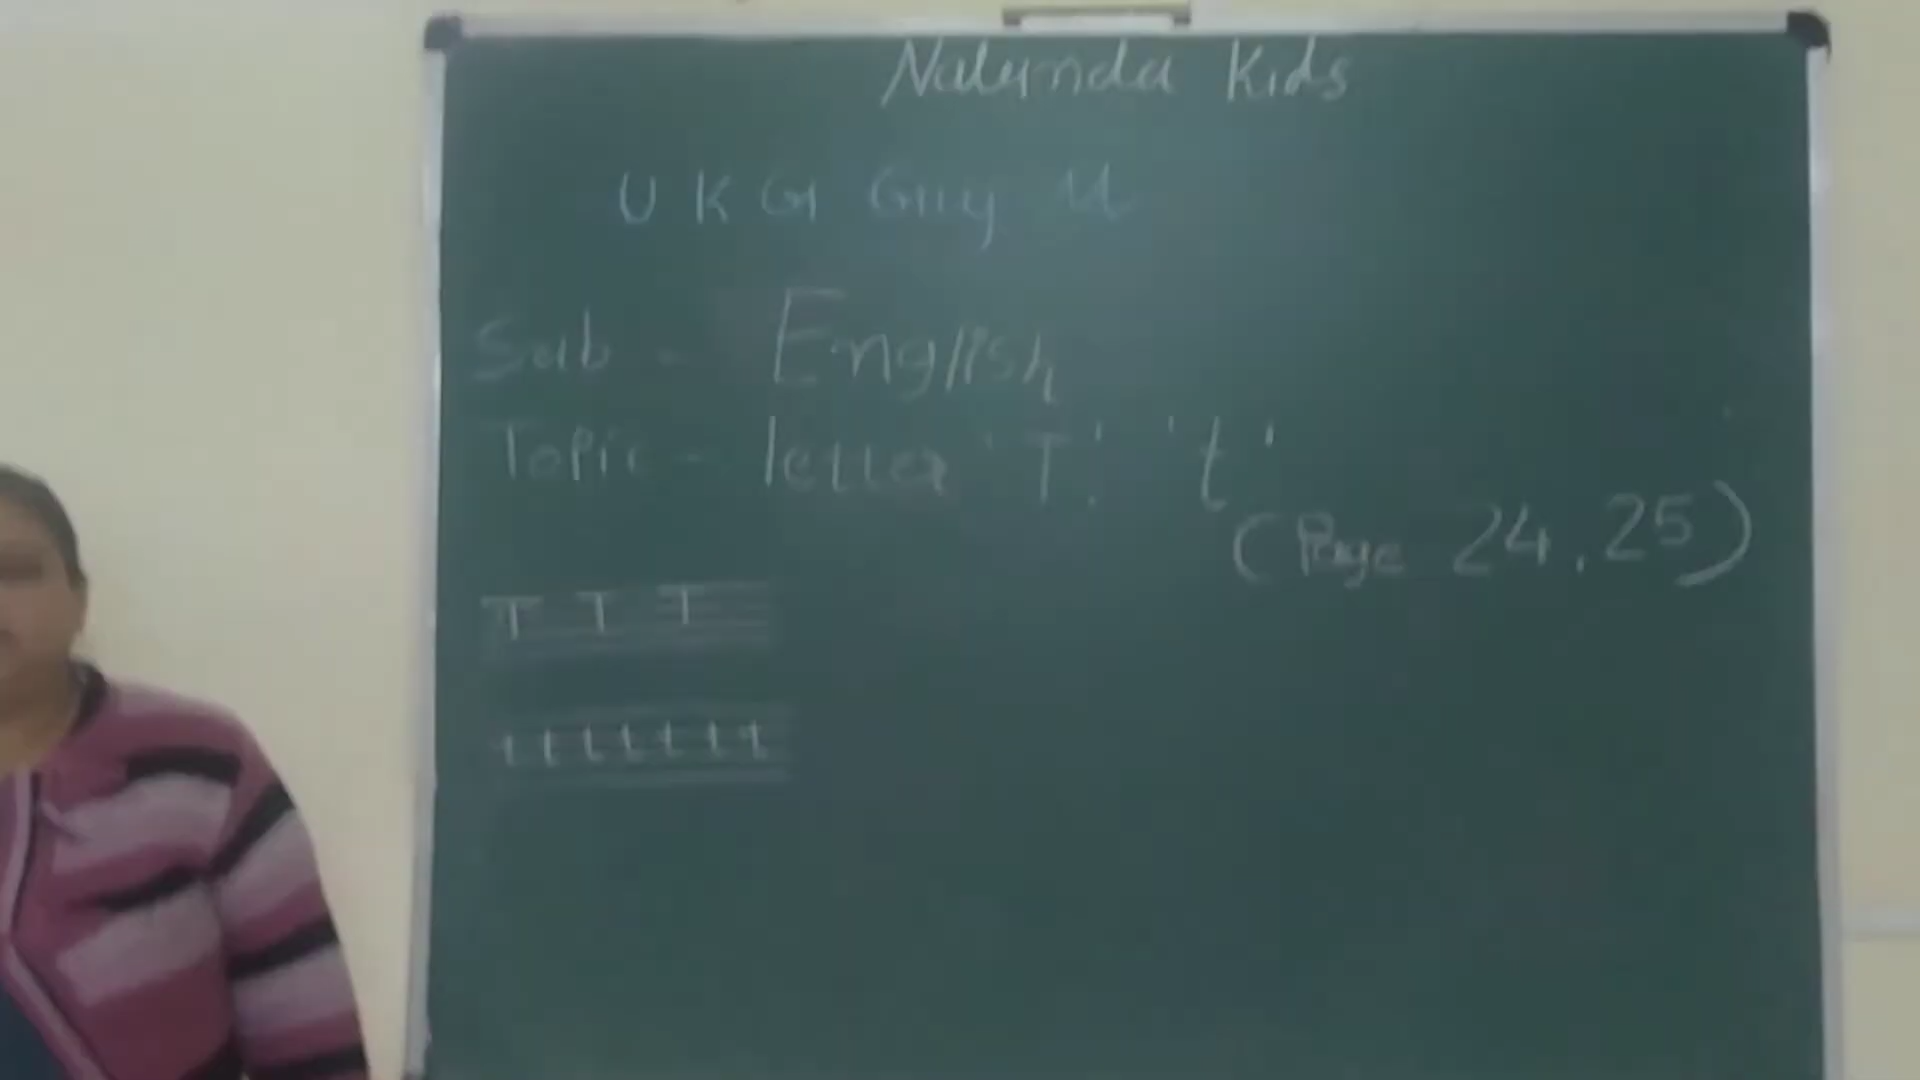 Nalanda Kids
U K G
Sub - English
Topic - letter 'T' 't'
(Page 24, 25)
T T T
t t t t t t t